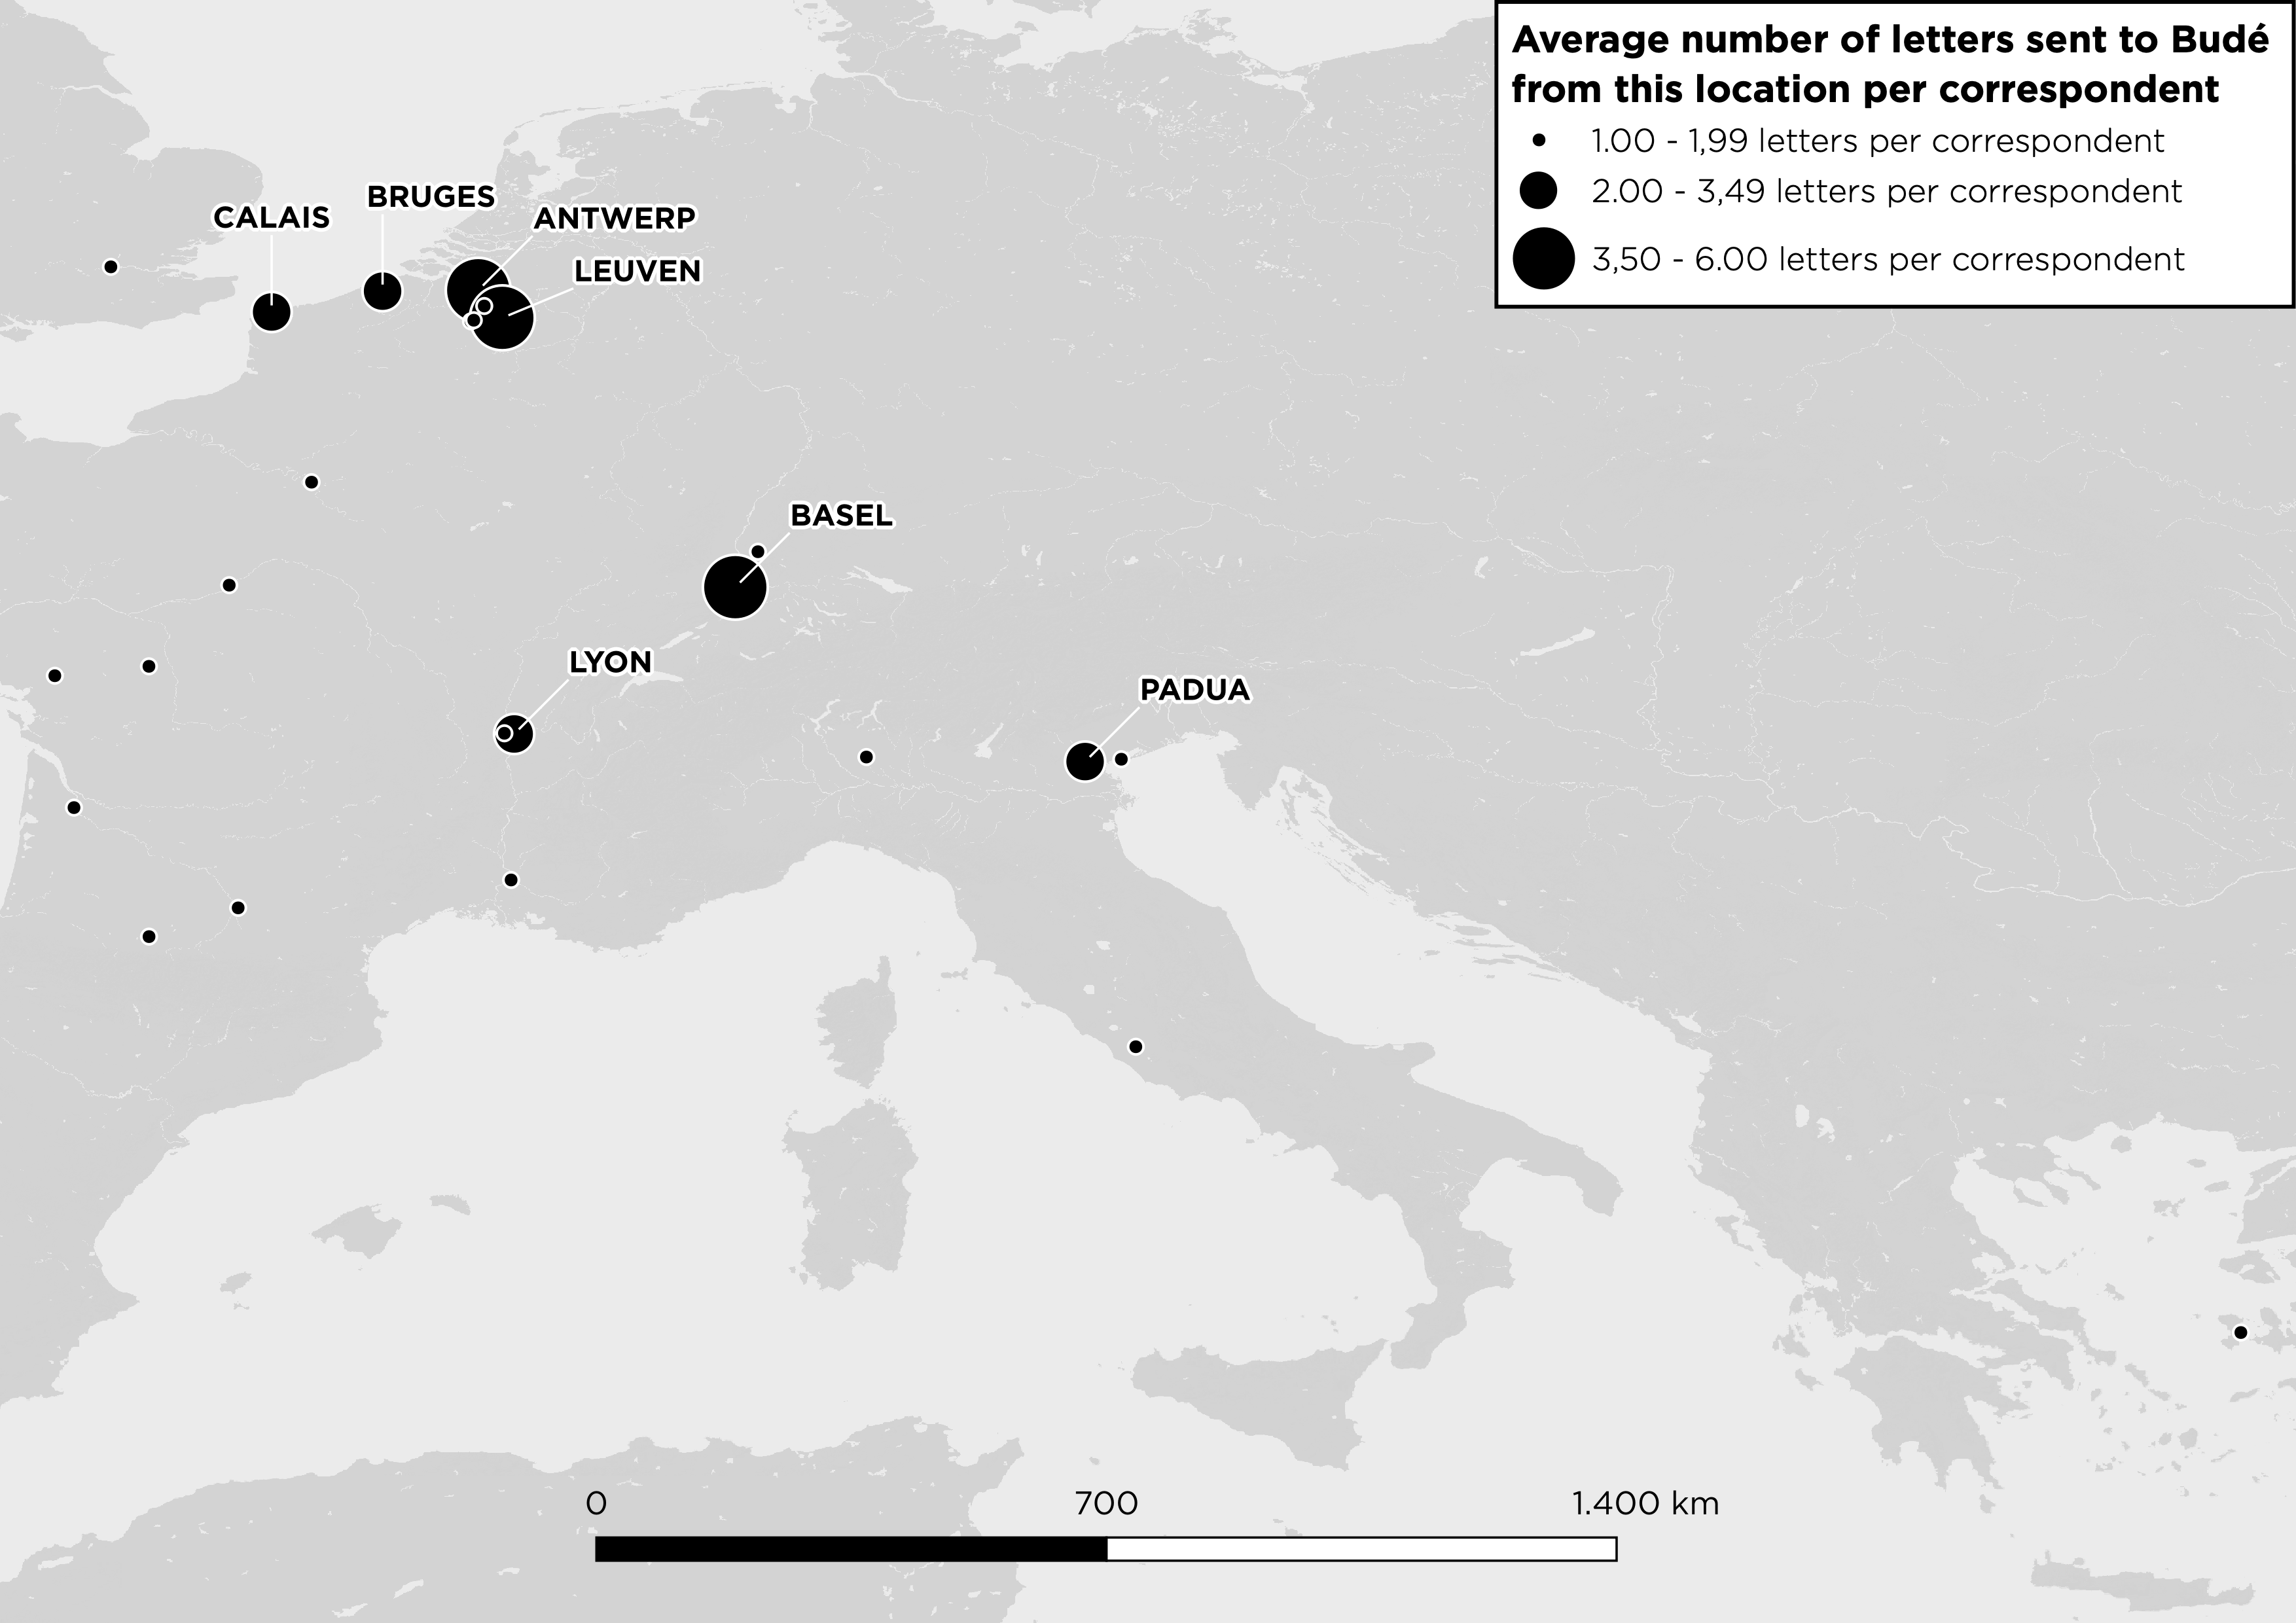 Average number of letters sent to Budé
from this location per correspondent
1.00 - 1,99 letters per correspondent
2.00 - 3,49 letters per correspondent
3,50 - 6.00 letters per correspondent
BRUGES
CALAIS
ANTWERP
LEUVEN
BASEL
LYON
PADUA
0 700 1.400 km